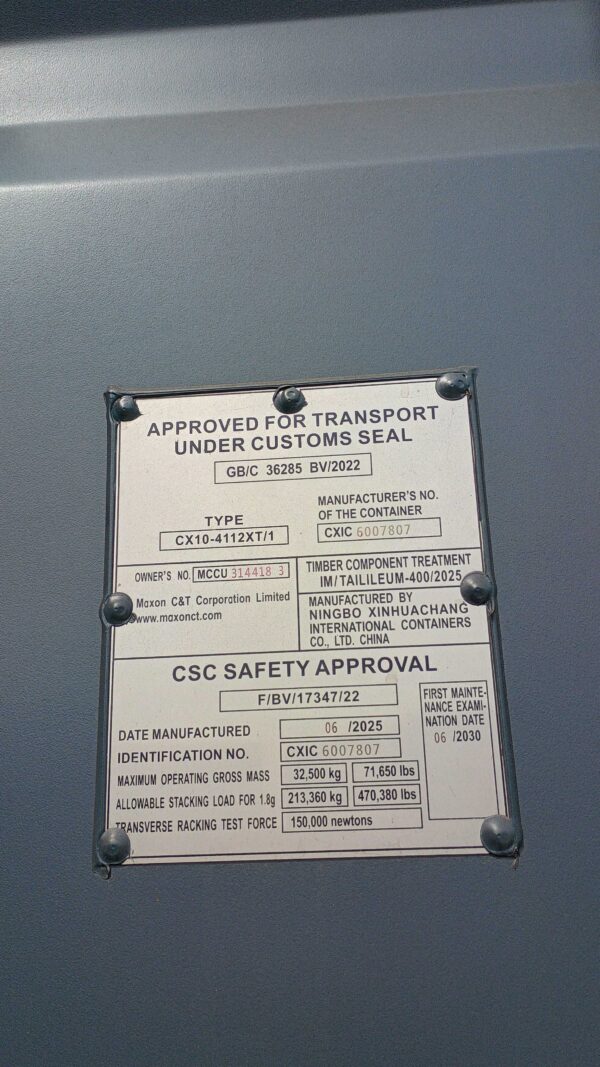 APPROVED FOR TRANSPORT
UNDER CUSTOMS SEAL
GB/C 36285 BV/2022
TYPE
CX10-4112XT/1
MANUFACTURER'S NO.
OF THE CONTAINER
CXIC 6007807
OWNER'S NO. MCCU 314418 3
Maxon C&T Corporation Limited
www.maxonct.com
TIMBER COMPONENT TREATMENT
IM/TAILILEUM-400/2025
MANUFACTURED BY
NINGBO XINHUACHANG
INTERNATIONAL CONTAINERS
CO., LTD. CHINA
CSC SAFETY APPROVAL
F/BV/17347/22
DATE MANUFACTURED 06 /2025
IDENTIFICATION NO. CXIC 6007807
MAXIMUM OPERATING GROSS MASS 32,500 kg 71,650 lbs
ALLOWABLE STACKING LOAD FOR 1.8g 213,360 kg 470,380 lbs
TRANSVERSE RACKING TEST FORCE 150,000 newtons
FIRST MAINTE-
NANCE EXAMI-
NATION DATE
06 /2030